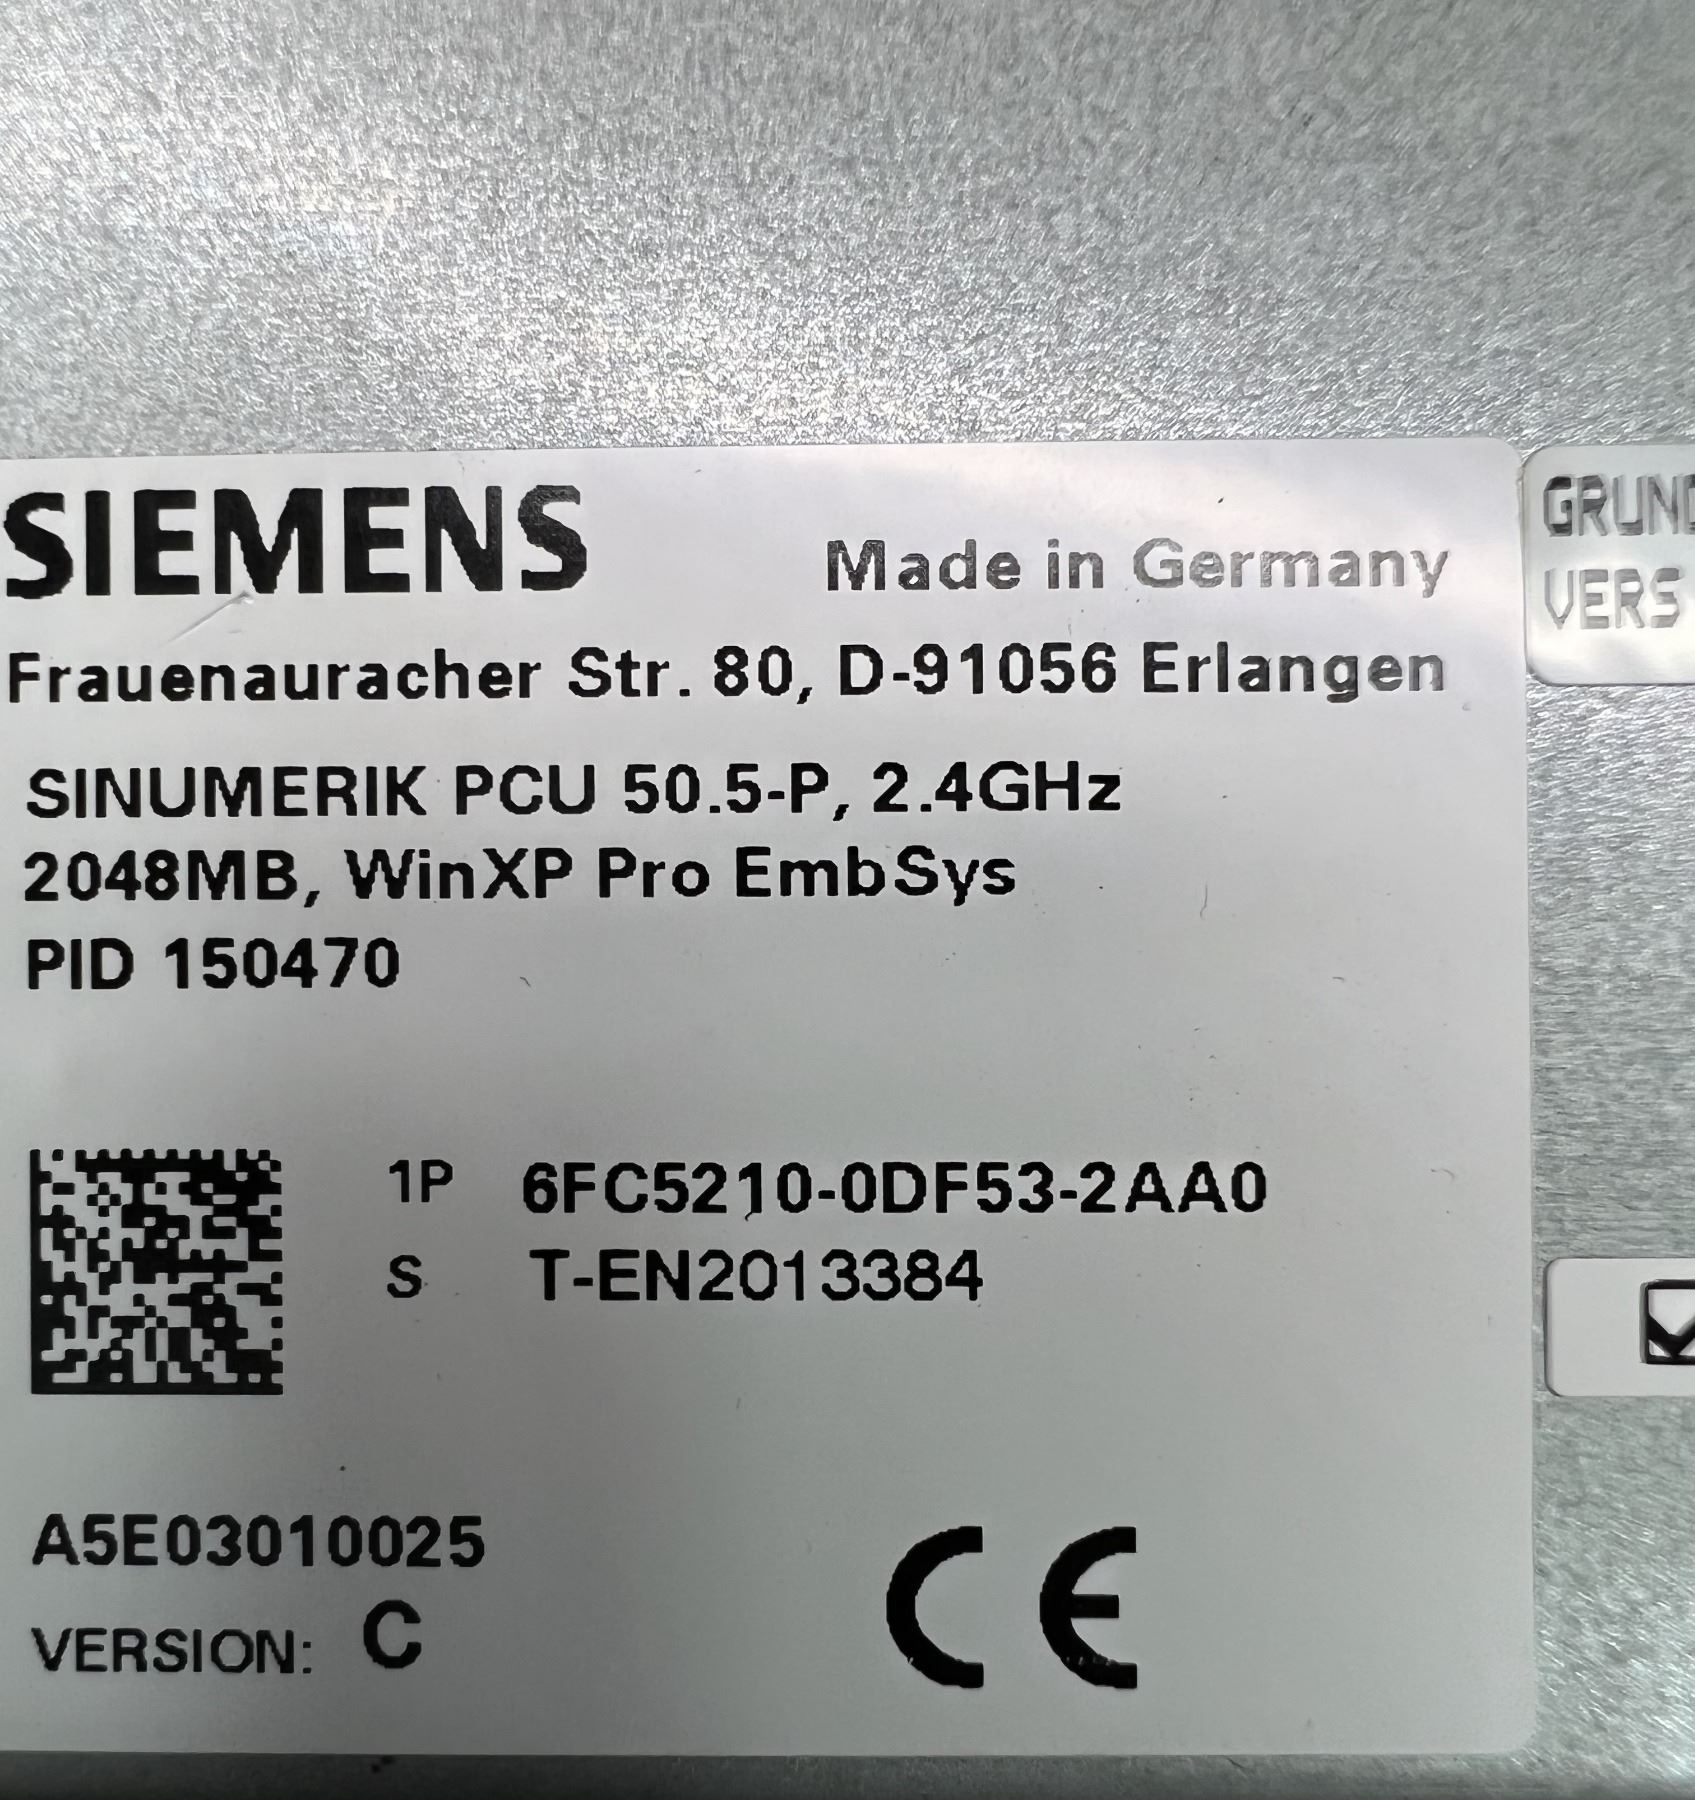 SIEMENS
Made in Germany
Frauenauracher Str. 80, D-91056 Erlangen
SINUMERIK PCU 50.5-P, 2.4GHz
2048MB, WinXP Pro EmbSys
PID 150470
1P 6FC5210-0DF53-2AA0
S T-EN2013384
A5E03010025
VERSION: C
CE
VERS